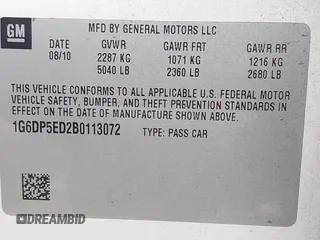 GM
MFD BY GENERAL MOTORS LLC
DATE GVWR GAWR FRT GAWR RR
08/10 2287 KG 1071 KG 1216 KG
5040 LB 2360 LB 2680 LB
THIS VEHICLE CONFORMS TO ALL APPLICABLE U.S. FEDERAL MOTOR
VEHICLE SAFETY, BUMPER, AND THEFT PREVENTION STANDARDS IN
EFFECT ON THE DATE OF MANUFACTURE SHOWN ABOVE.
1G6DP5ED2B0113072 TYPE: PASS CAR
DREAMBID